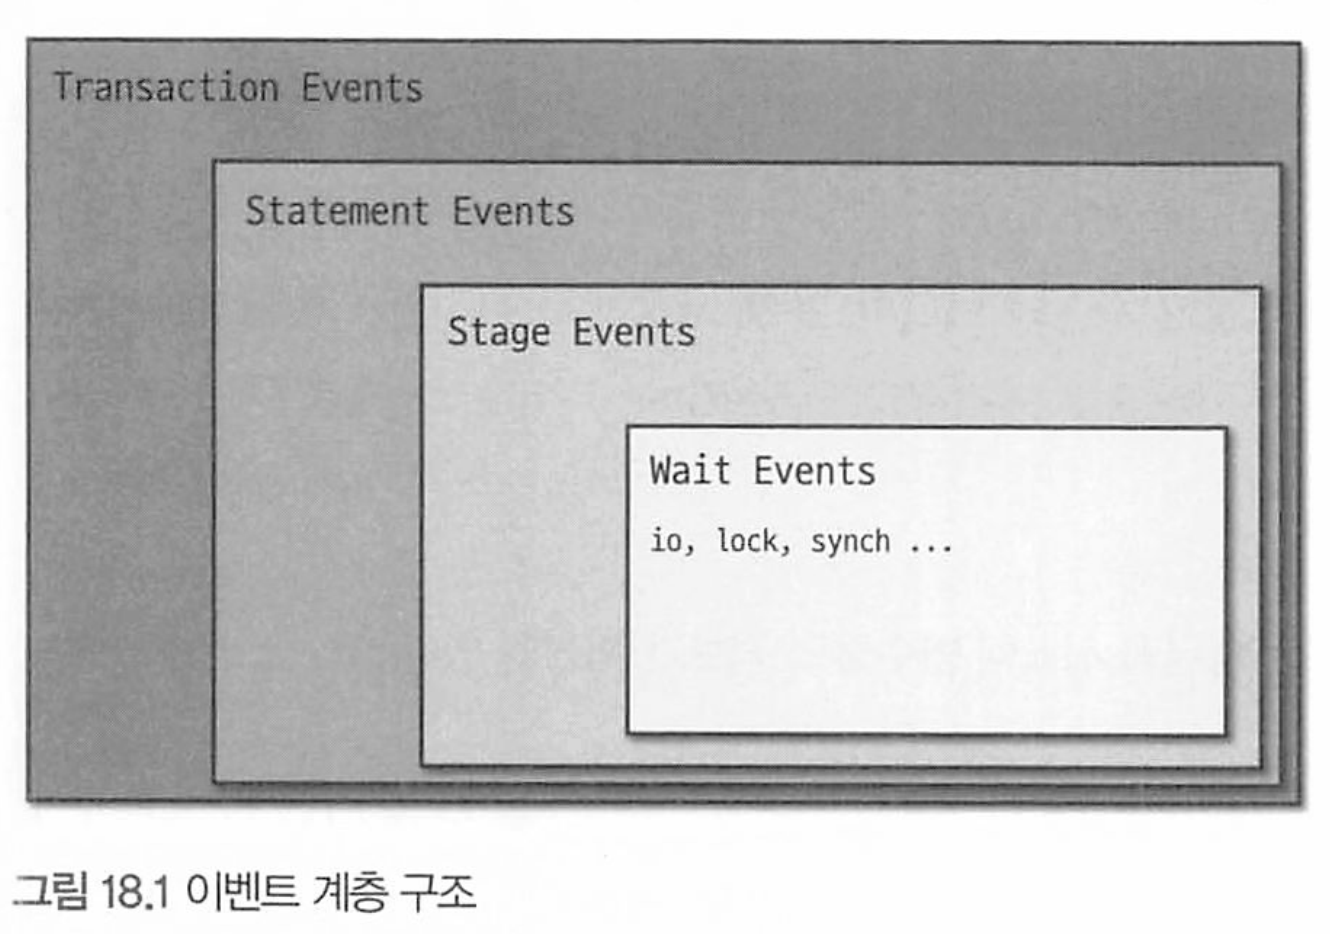 Transaction Events
Statement Events
Stage Events
Wait Events
io, lock, synch ...
그림 18.1 이벤트 계층 구조